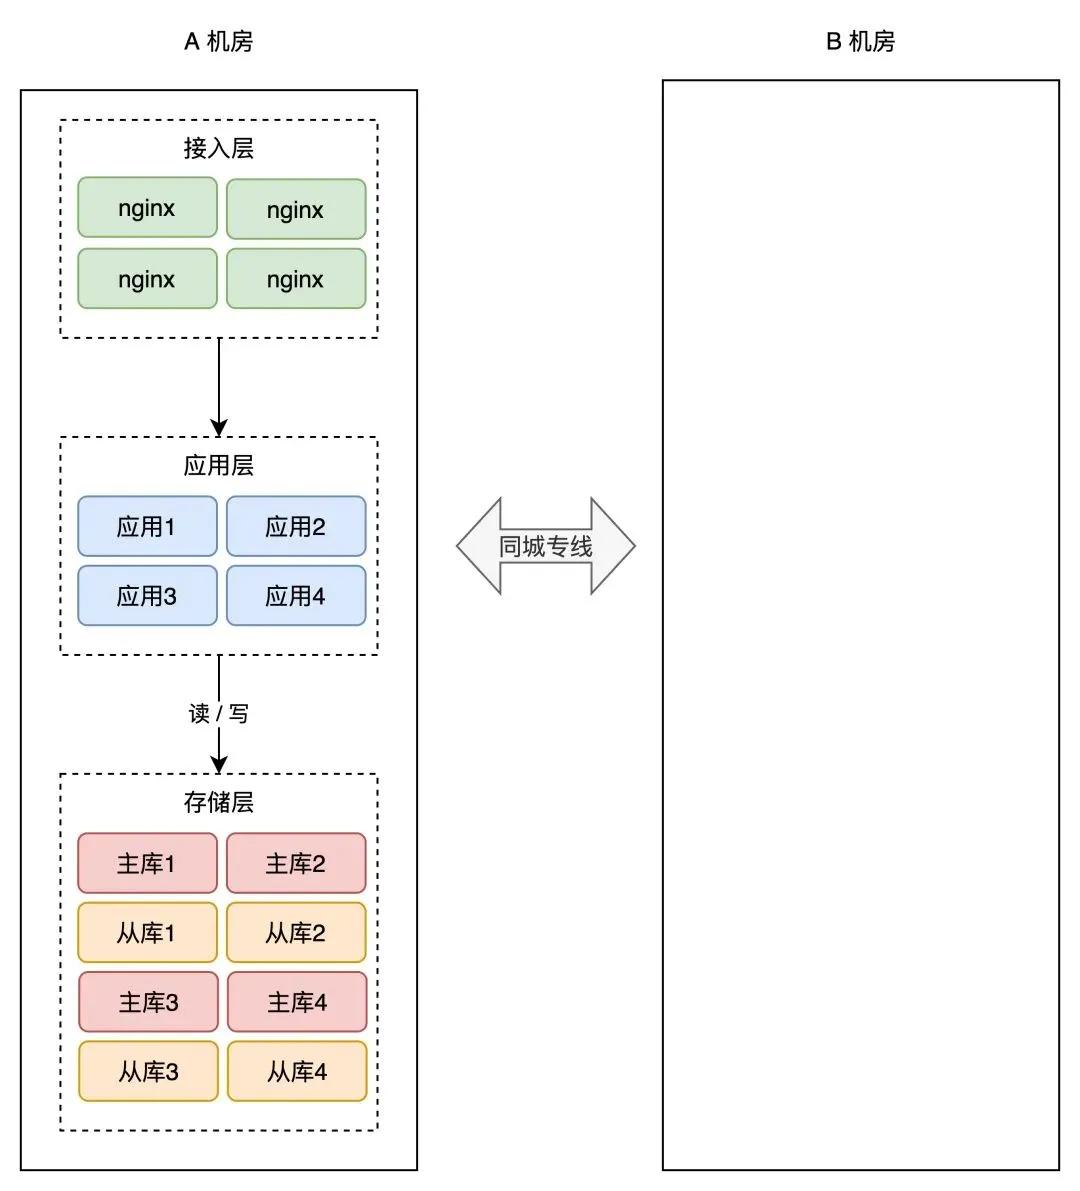 A 机房
B 机房
接入层
nginx
nginx
nginx
nginx
应用层
应用1
应用2
应用3
应用4
同城专线
读 / 写
存储层
主库1
主库2
从库1
从库2
主库3
主库4
从库3
从库4